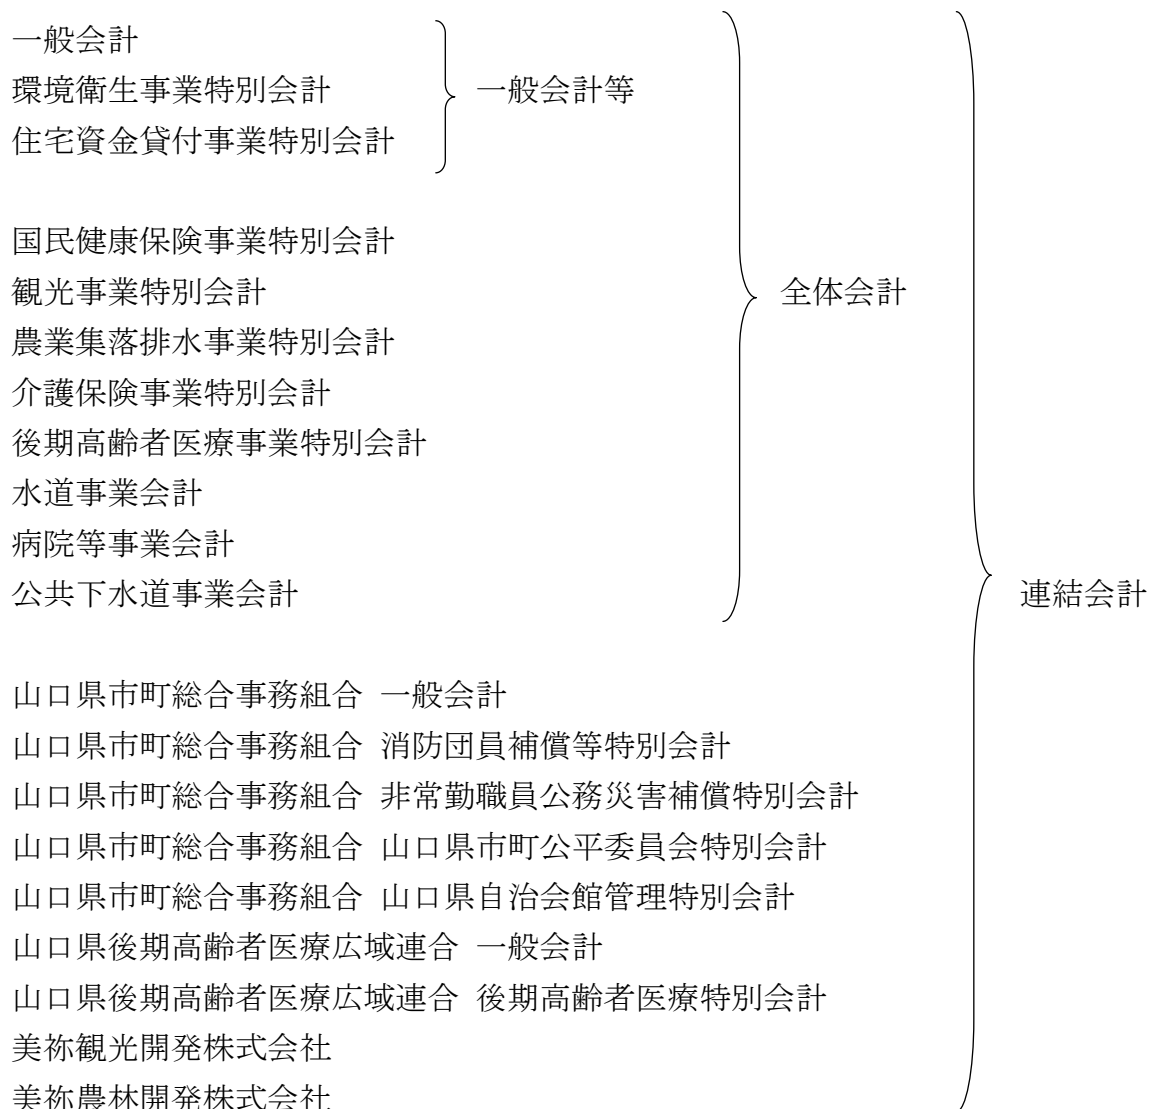 一般会計
環境衛生事業特別会計
住宅資金貸付事業特別会計
一般会計等
国民健康保険事業特別会計
観光事業特別会計
農業集落排水事業特別会計
介護保険事業特別会計
後期高齢者医療事業特別会計
水道事業会計
病院等事業会計
公共下水道事業会計
全体会計
山口県市町総合事務組合 一般会計
山口県市町総合事務組合 消防団員補償等特別会計
山口県市町総合事務組合 非常勤職員公務災害補償特別会計
山口県市町総合事務組合 山口県市町公平委員会特別会計
山口県市町総合事務組合 山口県自治会館管理特別会計
山口県後期高齢者医療広域連合 一般会計
山口県後期高齢者医療広域連合 後期高齢者医療特別会計
美祢観光開発株式会社
美祢農林開発株式会社
連結会計